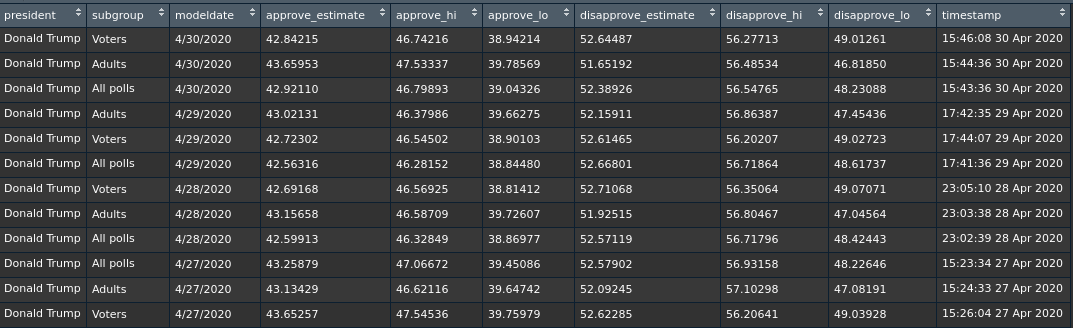 president subgroup modeldate approve_estimate approve_hi approve_lo disapprove_estimate disapprove_hi disapprove_lo timestamp
Donald Trump Voters 4/30/2020 42.84215 46.74216 38.94214 52.64487 56.27713 49.01261 15:46:08 30 Apr 2020
Donald Trump Adults 4/30/2020 43.65953 47.53337 39.78569 51.65192 56.48534 46.81850 15:44:36 30 Apr 2020
Donald Trump All polls 4/30/2020 42.92110 46.79893 39.04326 52.38926 56.54765 48.23088 15:43:36 30 Apr 2020
Donald Trump Adults 4/29/2020 43.02131 46.37986 39.66275 52.15911 56.86387 47.45436 17:42:35 29 Apr 2020
Donald Trump Voters 4/29/2020 42.72302 46.54502 38.90103 52.61465 56.20207 49.02723 17:44:07 29 Apr 2020
Donald Trump All polls 4/29/2020 42.56316 46.28152 38.84480 52.66801 56.71864 48.61737 17:41:36 29 Apr 2020
Donald Trump Voters 4/28/2020 42.69168 46.56925 38.81412 52.71068 56.35064 49.07071 23:05:10 28 Apr 2020
Donald Trump Adults 4/28/2020 43.15658 46.58709 39.72607 51.92515 56.80467 47.04564 23:03:38 28 Apr 2020
Donald Trump All polls 4/28/2020 42.59913 46.32849 38.86977 52.57119 56.71796 48.42443 23:02:39 28 Apr 2020
Donald Trump All polls 4/27/2020 43.25879 47.06672 39.45086 52.57902 56.93158 48.22646 15:23:34 27 Apr 2020
Donald Trump Adults 4/27/2020 43.13429 46.62116 39.64742 52.09245 57.10298 47.08191 15:24:33 27 Apr 2020
Donald Trump Voters 4/27/2020 43.65257 47.54536 39.75979 52.62285 56.20641 49.03928 15:26:04 27 Apr 2020